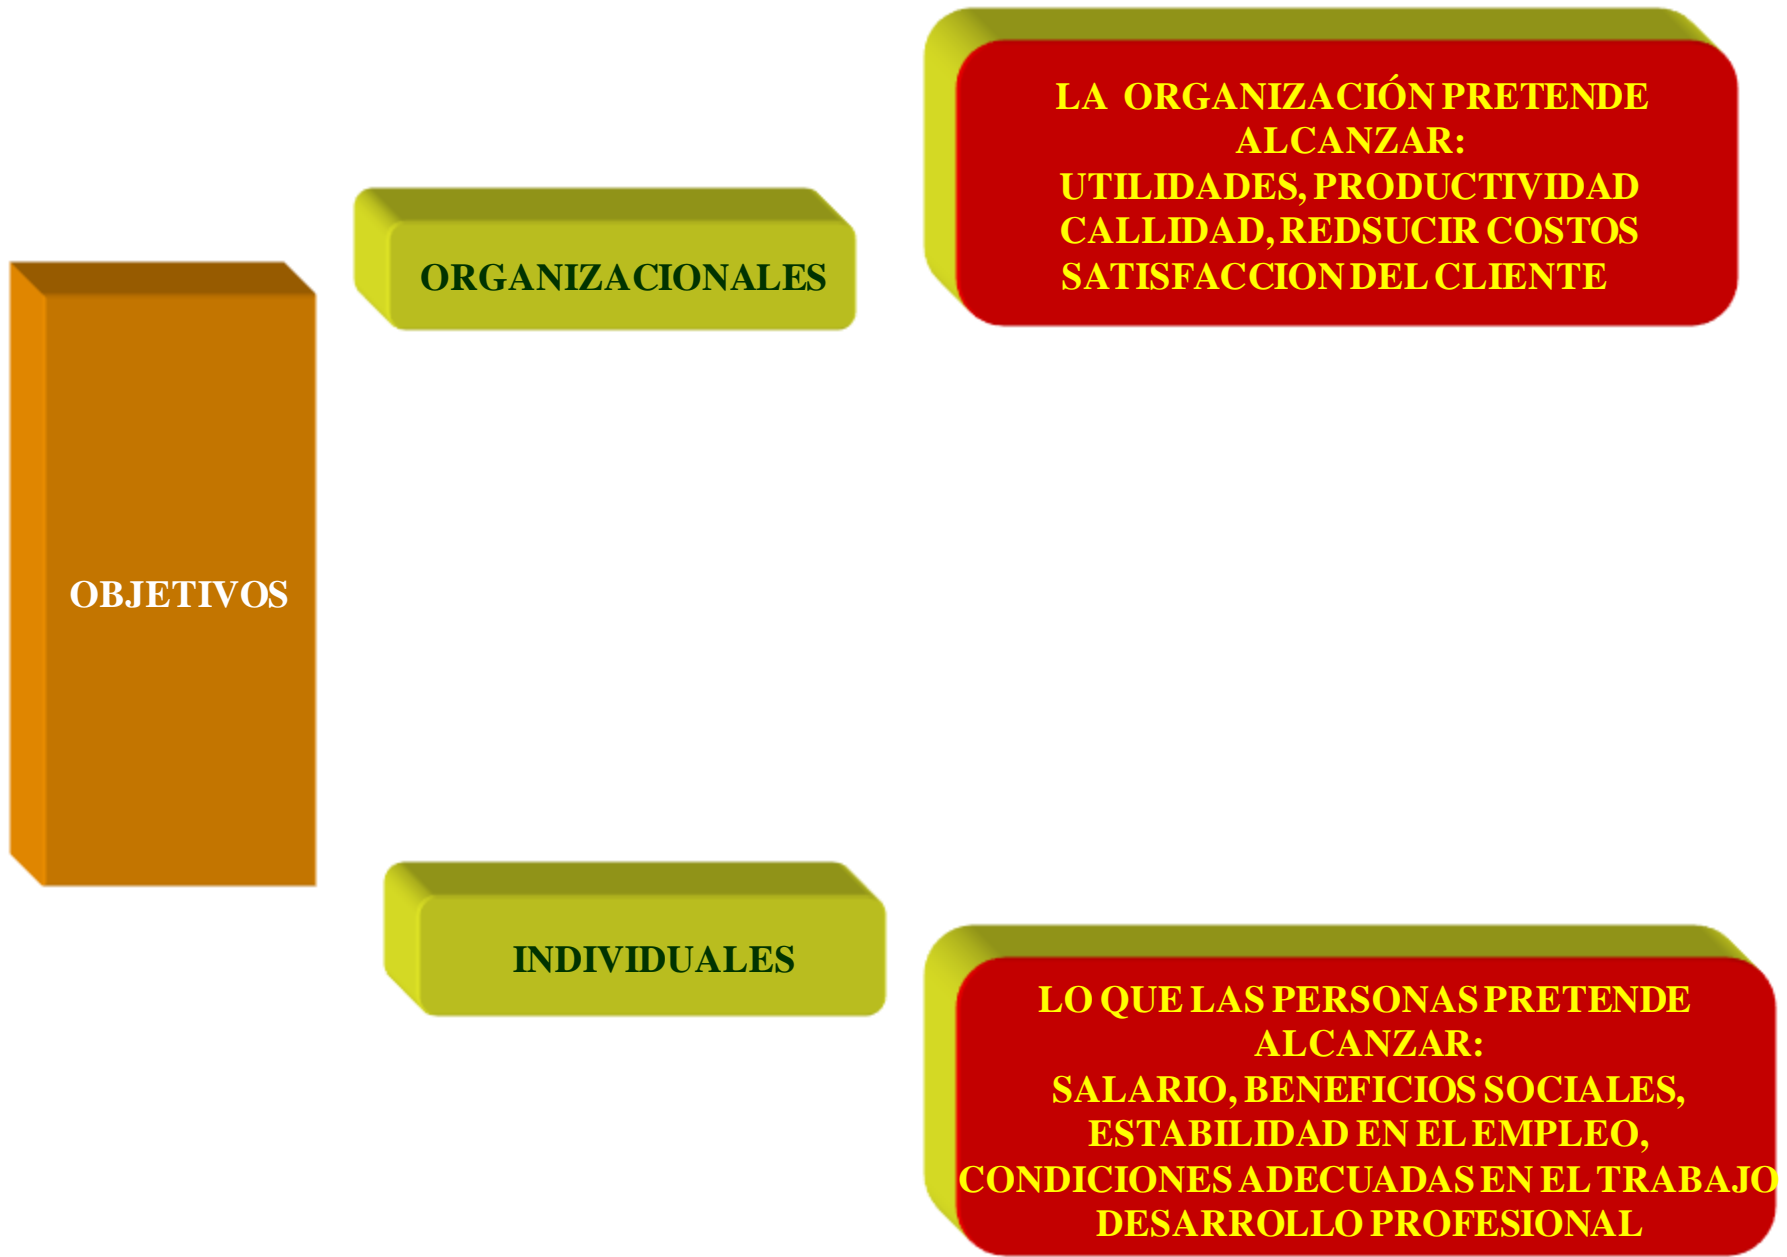 OBJETIVOS
ORGANIZACIONALES
LA ORGANIZACIÓN PRETENDE
ALCANZAR:
UTILIDADES, PRODUCTIVIDAD
CALLIDAD, REDSUCIR COSTOS
SATISFACCION DEL CLIENTE
INDIVIDUALES
LO QUE LAS PERSONAS PRETENDE
ALCANZAR:
SALARIO, BENEFICIOS SOCIALES,
ESTABILIDAD EN EL EMPLEO,
CONDICIONES ADECUADAS EN EL TRABAJO
DESARROLLO PROFESIONAL